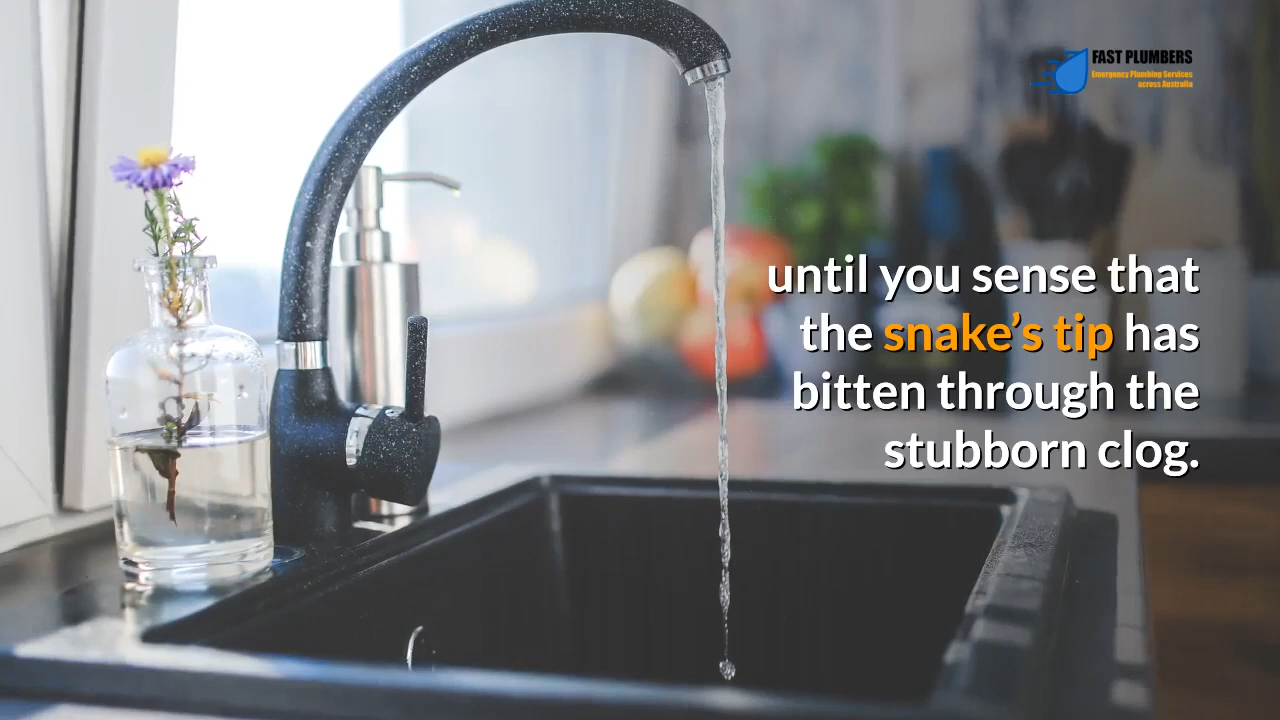 FAST PLUMBERS
Emergency Plumbing Services
across Australia
until you sense that
the snake’s tip has
bitten through the
stubborn clog.